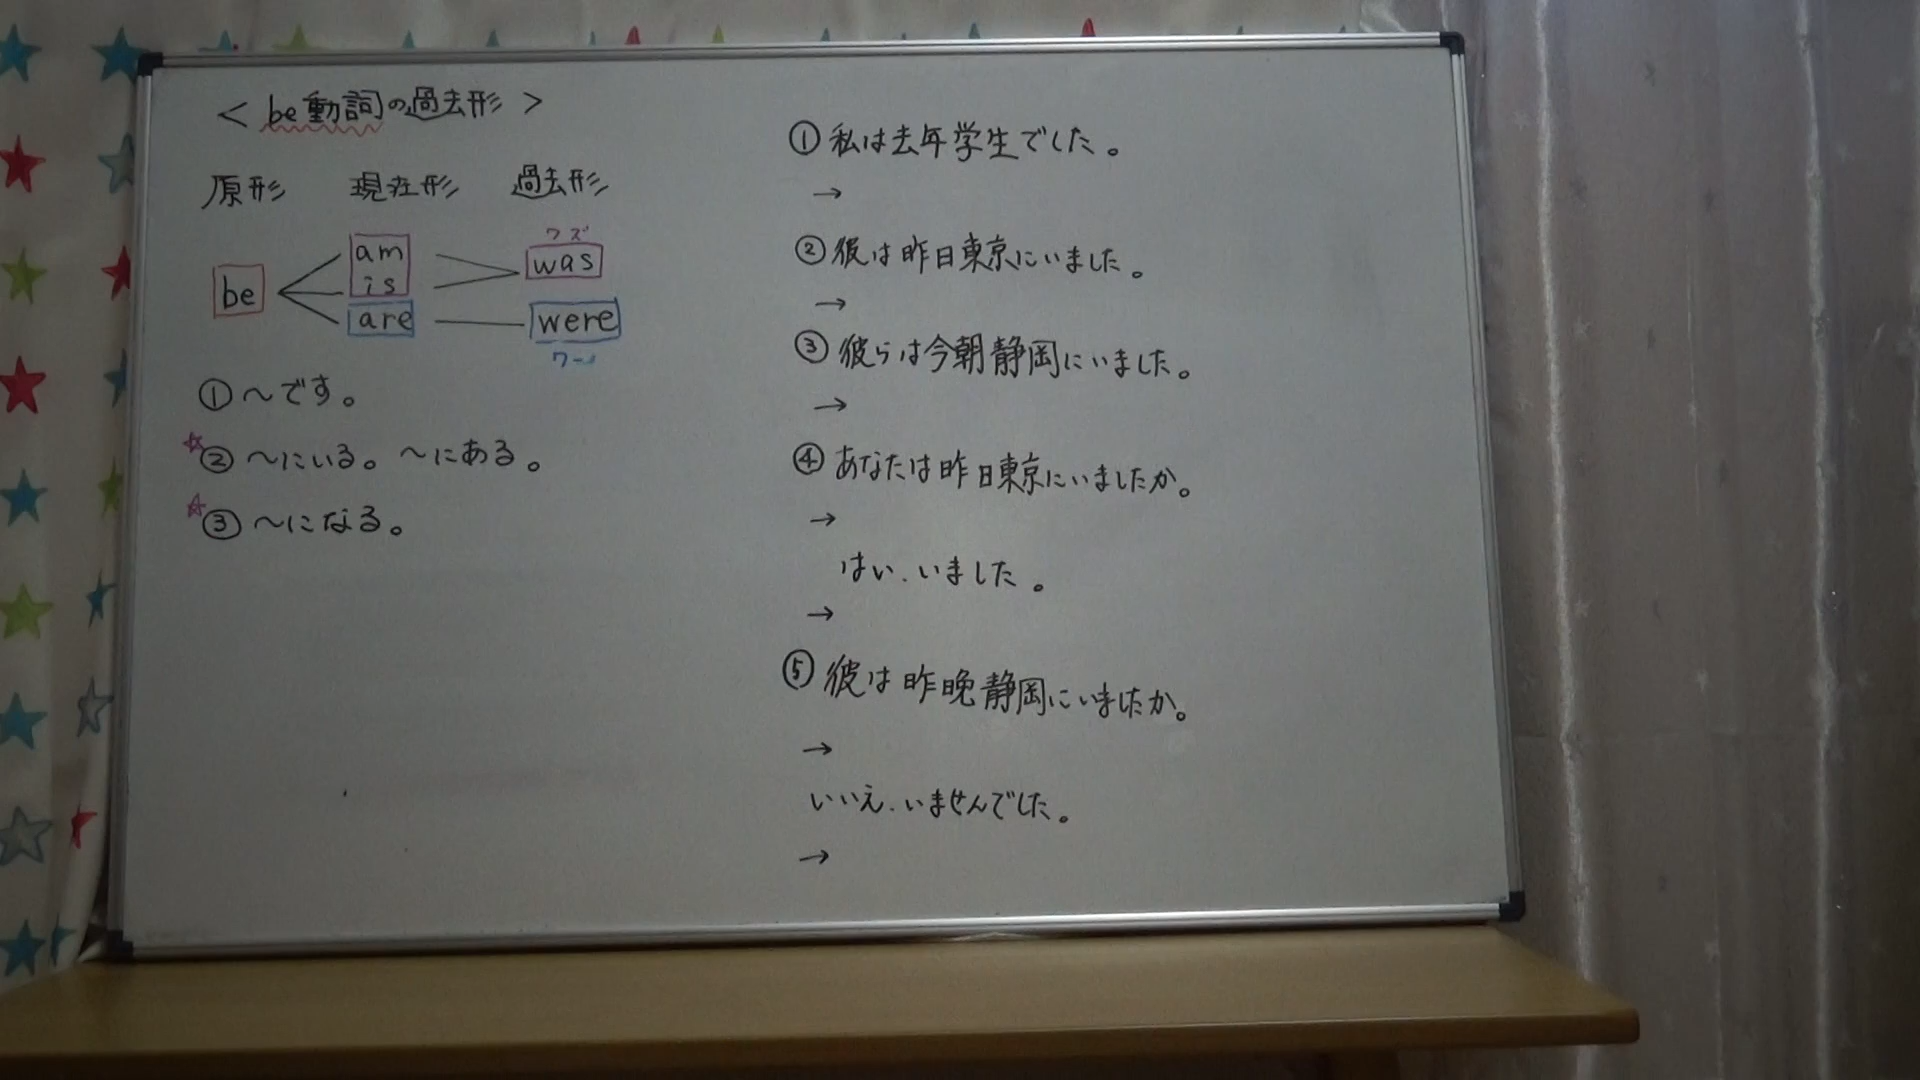 < be動詞の過去形 >
原形 現在形 過去形
ワズ
am
was
is
be
are
were
ワー
① ～です。
☆② ～にいる。 ～にある。
☆③ ～になる。
① 私は去年学生でした。
→
② 彼は昨日東京にいました。
→
③ 彼らは今朝静岡にいました。
→
④ あなたは昨日東京にいましたか。
→
はい、いました。
→
⑤ 彼は昨晩静岡にいましたか。
→
いいえ、いませんでした。
→